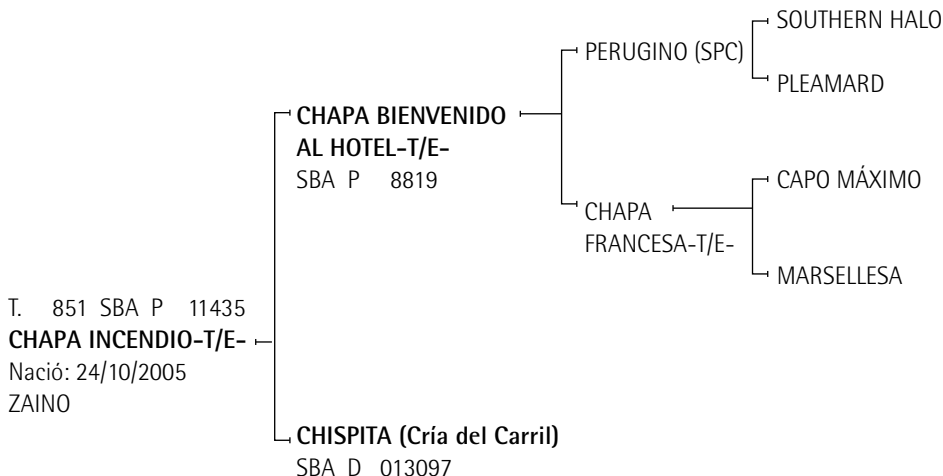 SOUTHERN HALO
PERUGINO (SPC)
PLEAMARD
CHAPA BIENVENIDO
AL HOTEL-T/E-
SBA P 8819
CAPO MÁXIMO
CHAPA
FRANCESA-T/E-
MARSELLESA
T. 851 SBA P 11435
CHAPA INCENDIO-T/E-
Nació: 24/10/2005
ZAINO
CHISPITA (Cría del Carril)
SBA D 013097